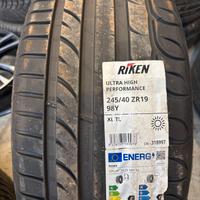 RIKEN
ULTRA HIGH
PERFORMANCE
245/40 ZR19
98Y
XL TL
ENERG